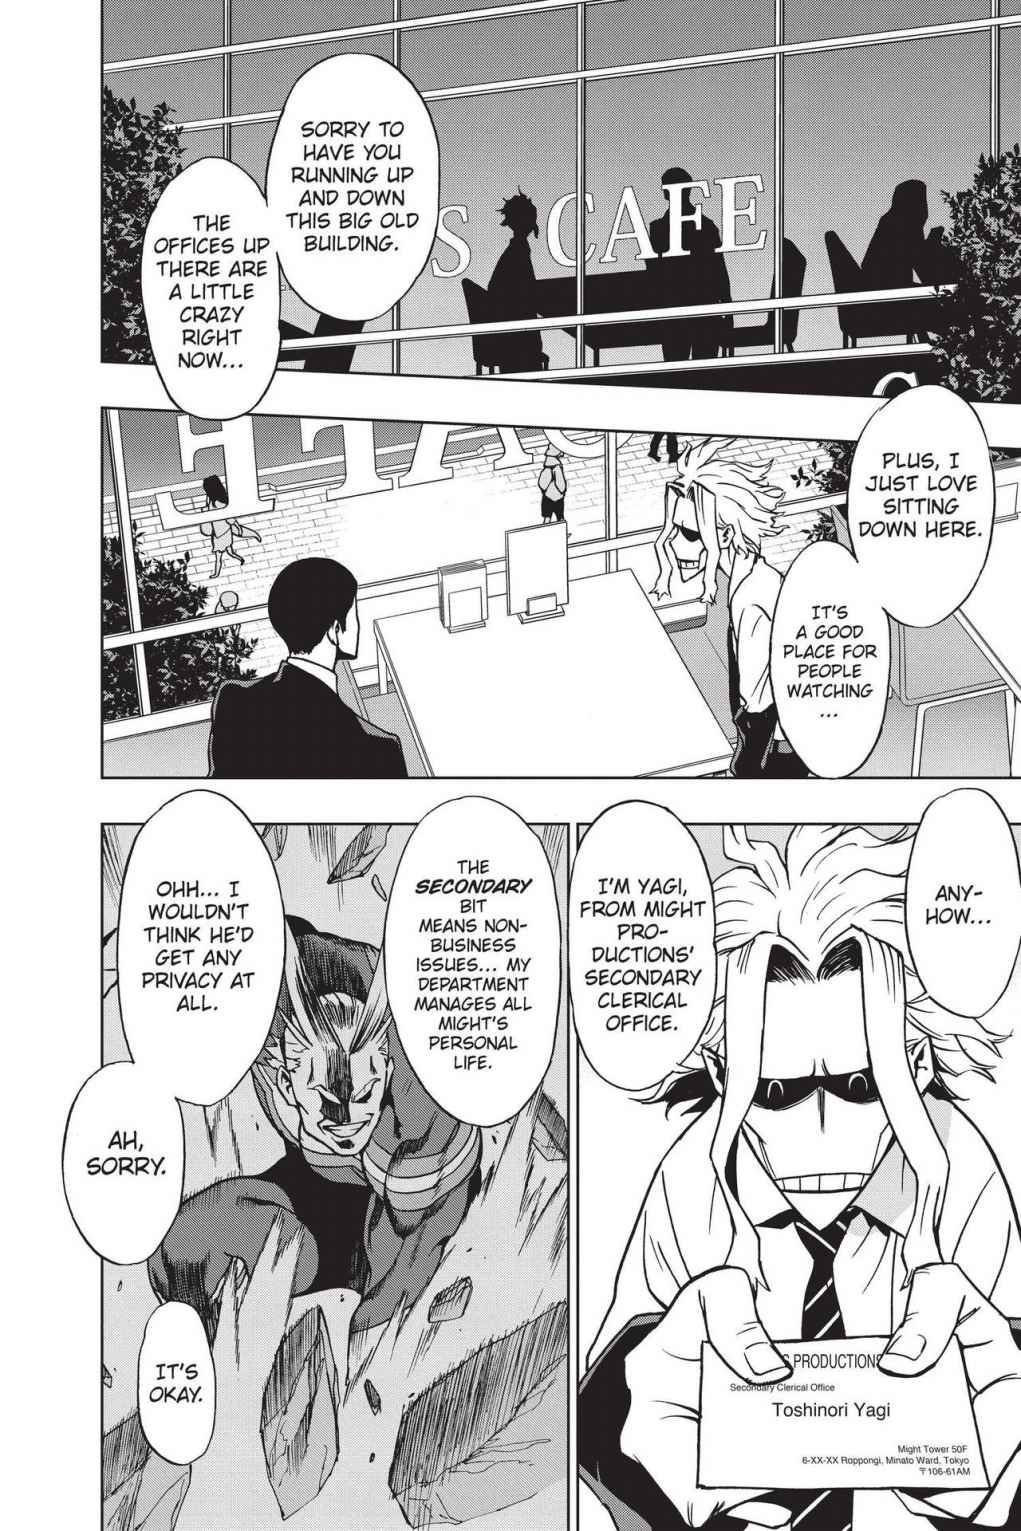 SORRY TO
HAVE YOU
RUNNING UP
AND DOWN
THIS BIG OLD
BUILDING.
THE
OFFICES UP
THERE ARE
A LITTLE
CRAZY
RIGHT
NOW...
S CAFE
PLUS, I
JUST LOVE
SITTING
DOWN HERE.
IT'S
A GOOD
PLACE FOR
PEOPLE
WATCHING
...
CAFE
ANY-
HOW...
I'M YAGI,
FROM MIGHT
PRO-
DUCTIONS'
SECONDARY
CLERICAL
OFFICE.
S PRODUCTIONS
Secondary Clerical Office
Toshinori Yagi
Might Tower 50F
6-XX-XX Roppongi, Minato Ward, Tokyo
〒106-61AM
THE
SECONDARY
BIT
MEANS NON-
BUSINESS
ISSUES... MY
DEPARTMENT
MANAGES ALL
MIGHT'S
PERSONAL
LIFE.
OHH... I
WOULDN'T
THINK HE'D
GET ANY
PRIVACY AT
ALL.
AH,
SORRY.
IT'S
OKAY.